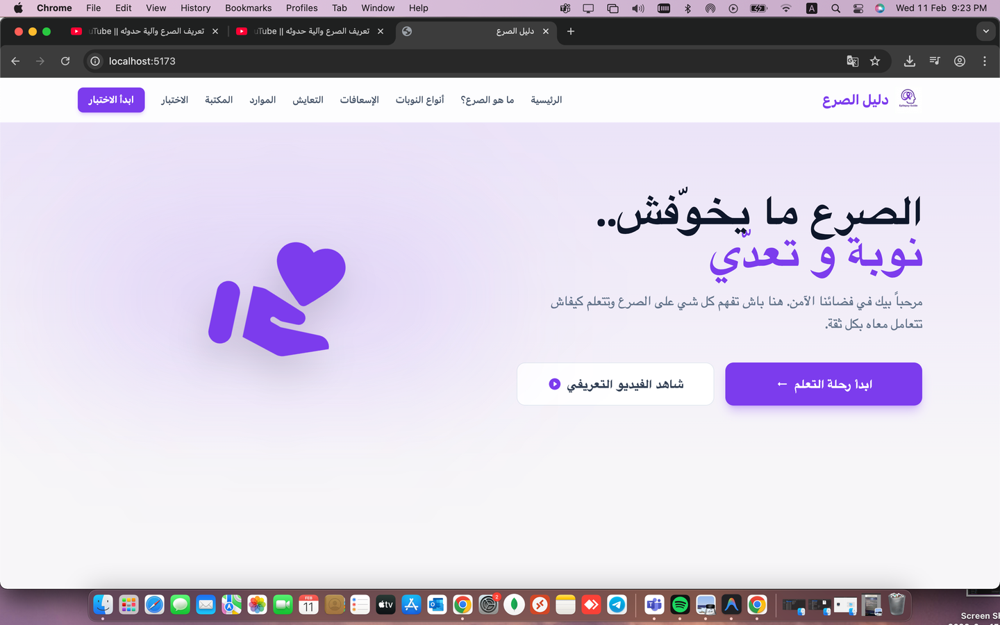 Chrome File Edit View History Bookmarks Profiles Tab Window Help A Wed 11 Feb 9:23 PM
تعريف الصرع وآلية حدوثه || uTube
تعريف الصرع وآلية حدوثه || uTube
دليل الصرع
localhost:5173
Epilepsy Guide
دليل الصرع
الرئيسية ما هو الصرع؟ أنواع النوبات الإسعافات التعايش الموارد المكتبة الاختبار ابدأ الاختبار
الصرع ما يخوّفش..
نوبة و تعدّي
مرحباً بيك في فضائنا الآمن. هنا باش تفهم كل شي على الصرع وتتعلم كيفاش
تتعامل معاه بكل ثقة.
ابدأ رحلة التعلم ←
شاهد الفيديو التعريفي
FEB
11
tv
2
Screen Sh